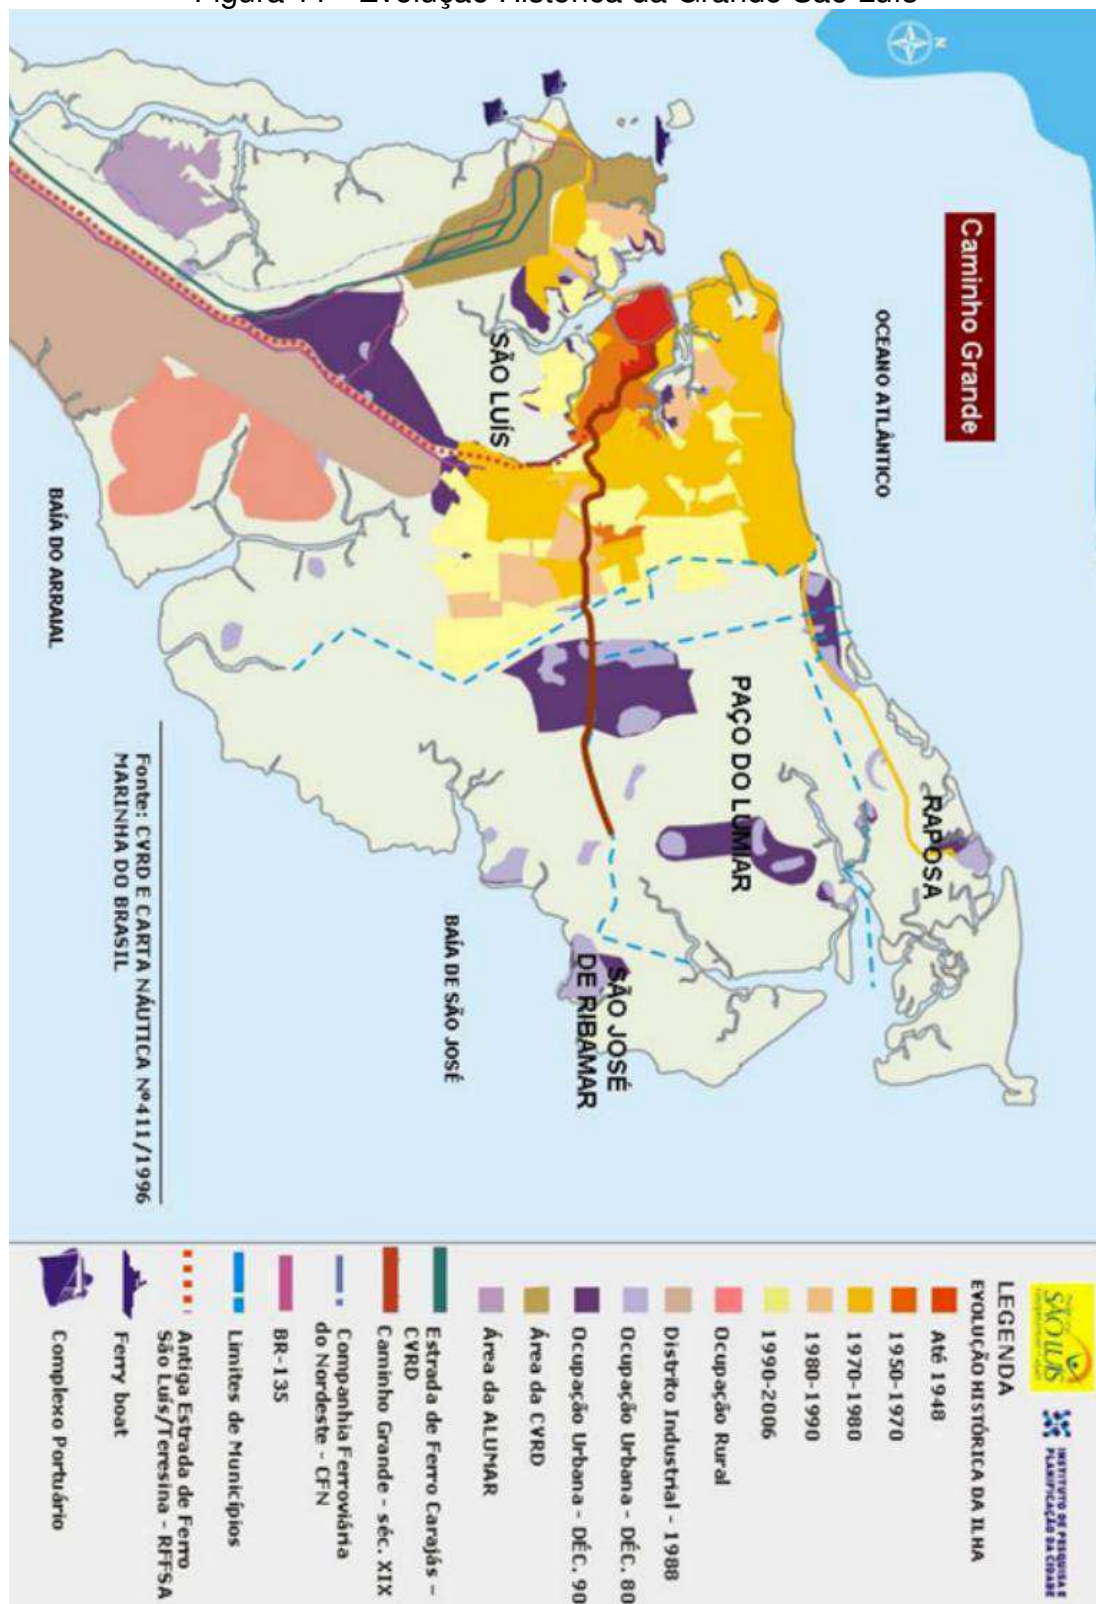 Figura 11 - Evolução Histórica da Grande São Luís
N
Caminho Grande
OCEANO ATLÂNTICO
SÃO LUÍS
PAÇO DO LUMIAR
RAPOSA
SÃO JOSÉ
DE RIBAMAR
BAÍA DO ARRAIAL
BAÍA DE SÃO JOSÉ
Fonte: CVRD E CARTA NÁUTICA Nº411/1996
MARINHA DO BRASIL
SÃO LUÍS
INSTITUTO DE PESQUISA E
PLANIFICAÇÃO DA CIDADE
LEGENDA
EVOLUÇÃO HISTÓRICA DA ILHA
Até 1948
1950-1970
1970-1980
1980-1990
1990-2006
Ocupação Rural
Distrito Industrial - 1988
Ocupação Urbana - DÉC. 80
Ocupação Urbana - DÉC. 90
Área da CVRD
Área da ALUMAR
Estrada de Ferro Carajás –
CVRD
Caminho Grande - séc. XIX
Companhia Ferroviária
do Nordeste - CFN
BR-135
Limites de Municípios
Antiga Estrada de Ferro
São Luís/Teresina - RFFSA
Ferry boat
Complexo Portuário